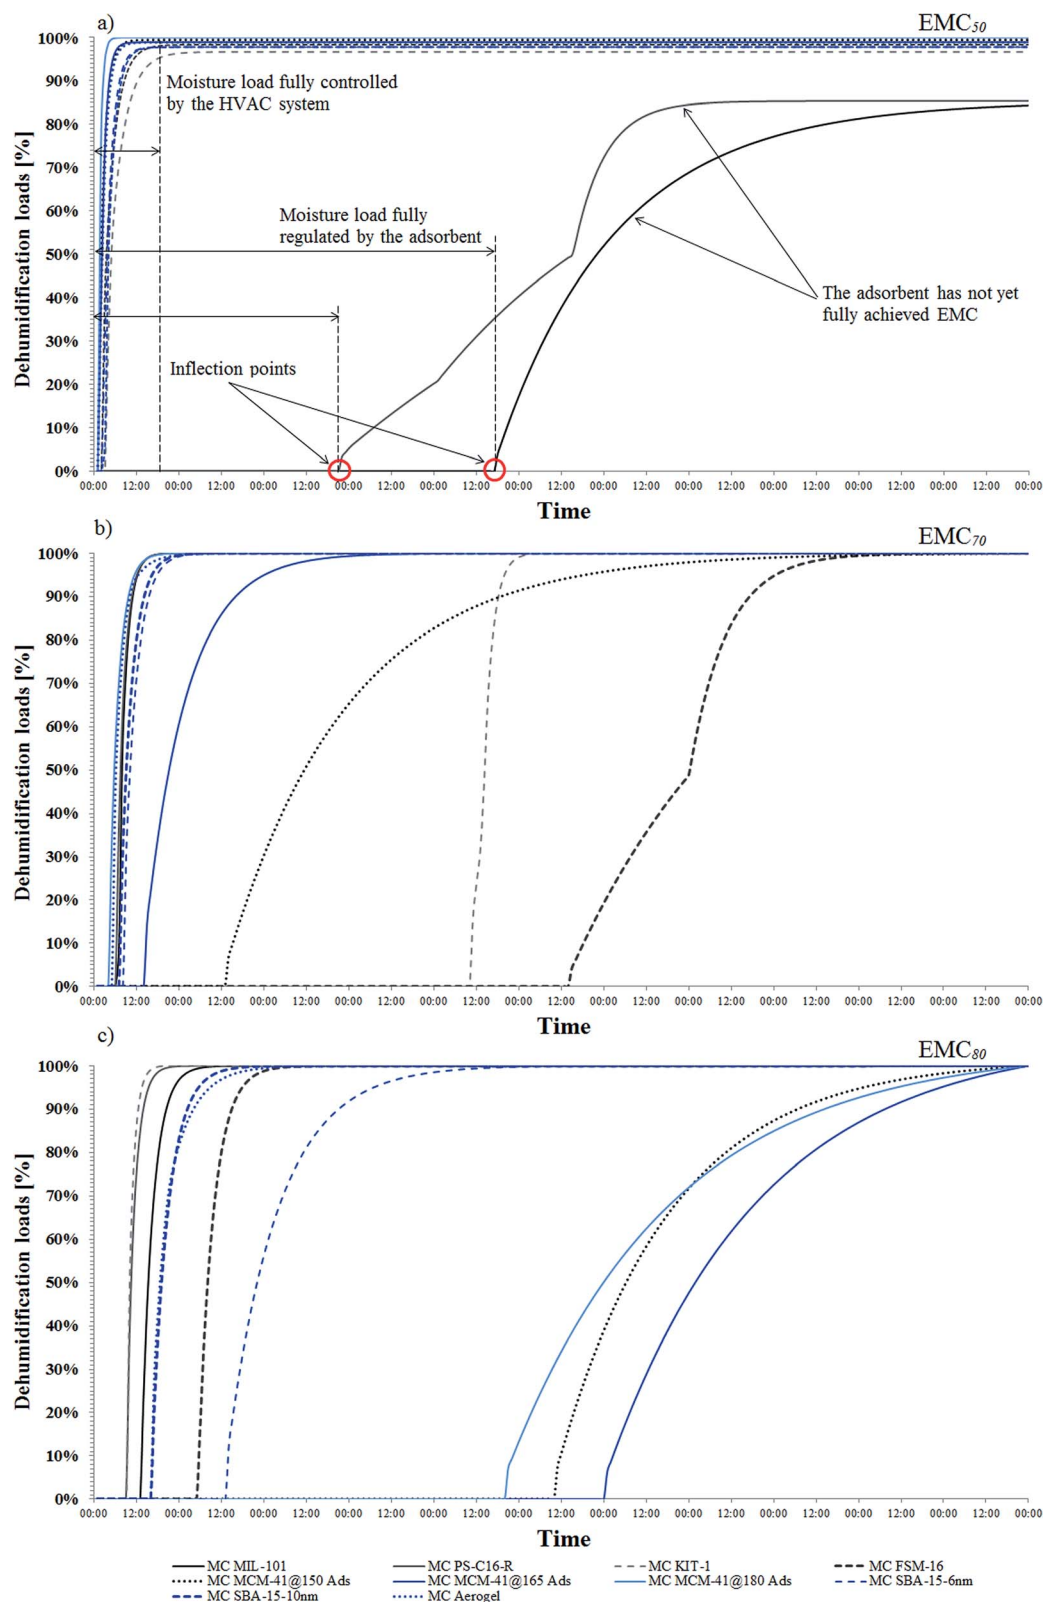 a)
EMC50
100%
90%
80%
70%
60%
50%
40%
30%
20%
10%
0%
Dehumidification loads [%]
Moisture load fully controlled
by the HVAC system
Moisture load fully
regulated by the adsorbent
The adsorbent has not yet
fully achieved EMC
Inflection points
00:00 12:00 00:00 12:00 00:00 12:00 00:00 12:00 00:00 12:00 00:00 12:00 00:00 12:00 00:00 12:00 00:00 12:00 00:00 12:00 00:00 12:00 00:00
Time
b)
EMC70
100%
90%
80%
70%
60%
50%
40%
30%
20%
10%
0%
Dehumidification loads [%]
00:00 12:00 00:00 12:00 00:00 12:00 00:00 12:00 00:00 12:00 00:00 12:00 00:00 12:00 00:00 12:00 00:00 12:00 00:00 12:00 00:00 12:00 00:00
Time
c)
EMC80
100%
90%
80%
70%
60%
50%
40%
30%
20%
10%
0%
Dehumidification loads [%]
00:00 12:00 00:00 12:00 00:00 12:00 00:00 12:00 00:00 12:00 00:00 12:00 00:00 12:00 00:00 12:00 00:00 12:00 00:00 12:00 00:00 12:00 00:00
Time
MC MIL-101 MC PS-C16-R MC KIT-1 MC FSM-16
MC MCM-41@150 Ads MC MCM-41@165 Ads MC MCM-41@180 Ads MC SBA-15-6nm
MC SBA-15-10nm MC Aerogel